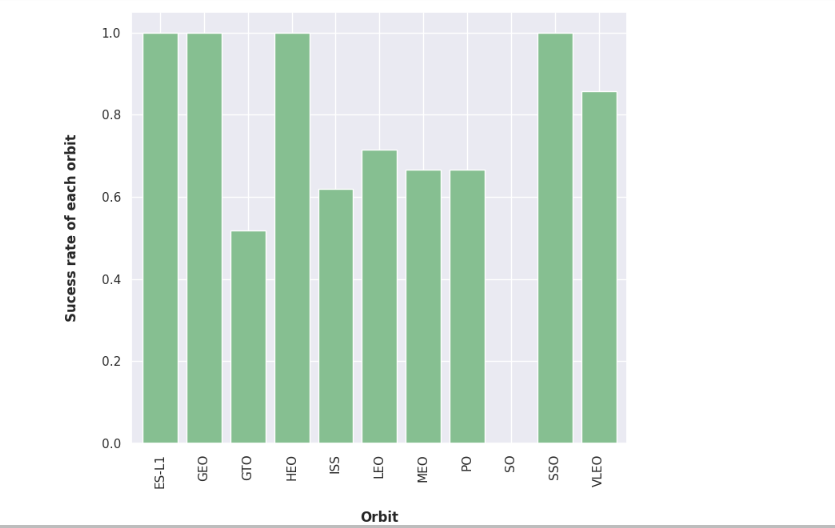 1.0
0.8
0.6
0.4
0.2
0.0
Sucess rate of each orbit
ES-L1
GEO
GTO
HEO
ISS
LEO
MEO
PO
SO
SSO
VLEO
Orbit